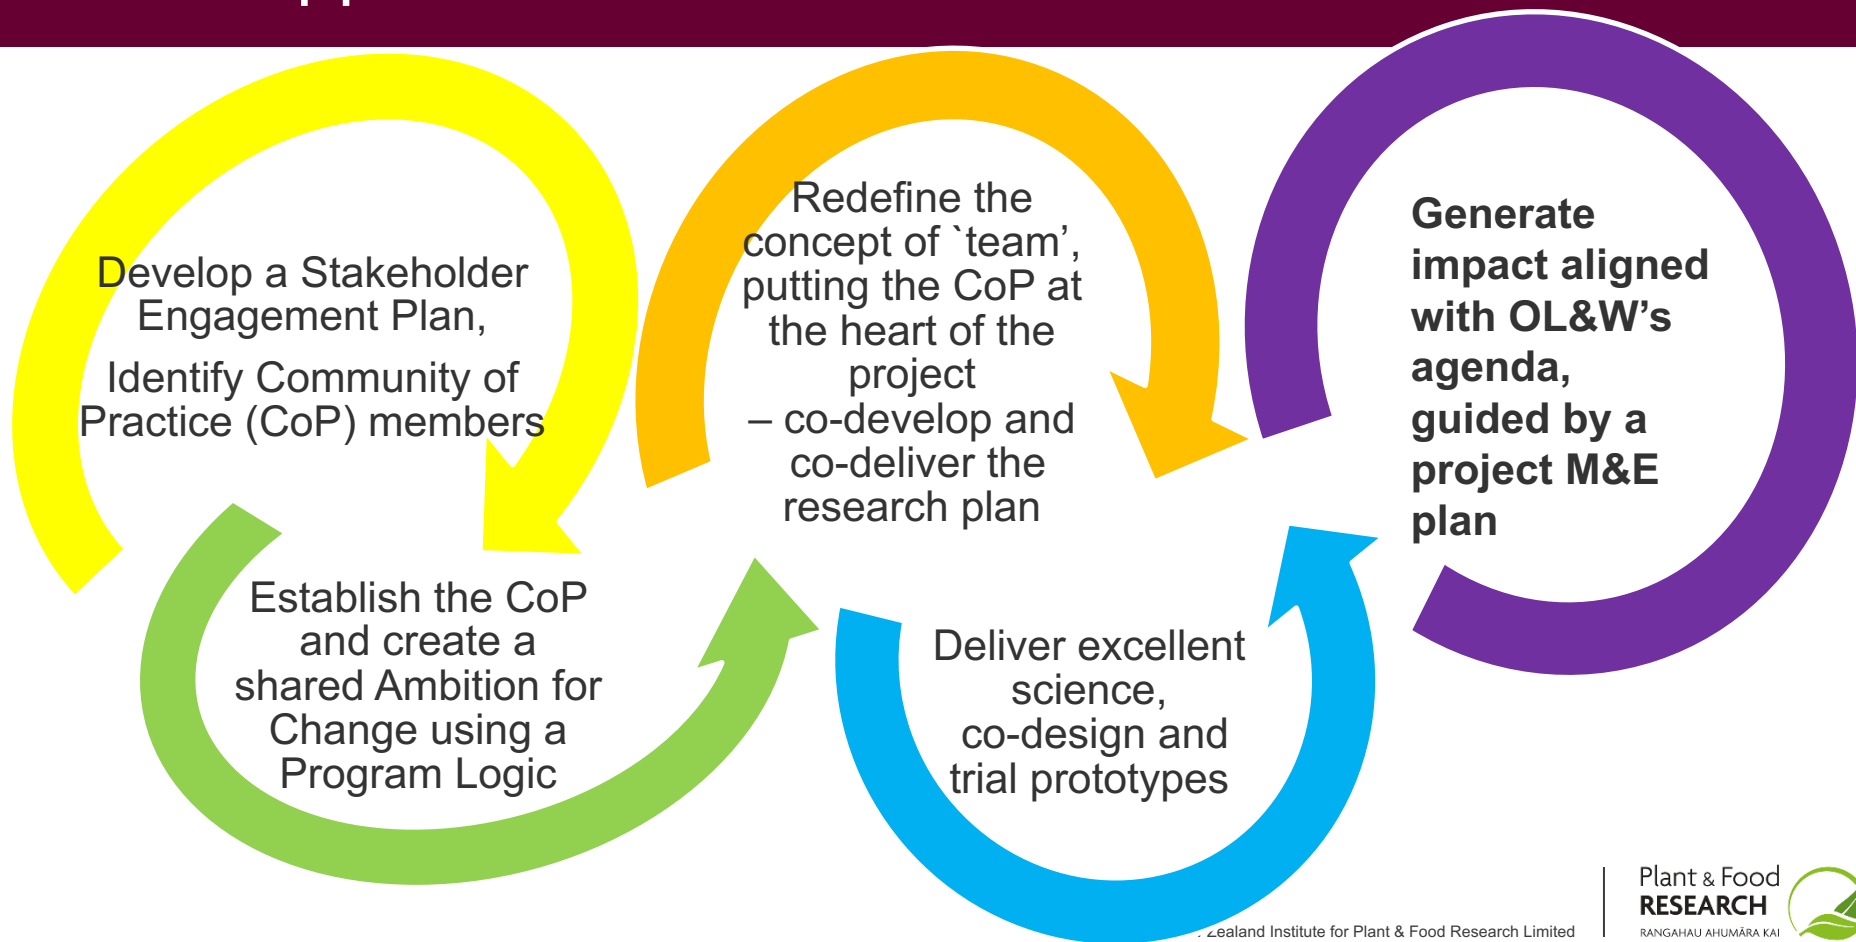 Develop a Stakeholder
Engagement Plan,
Identify Community of
Practice (CoP) members
Establish the CoP
and create a
shared Ambition for
Change using a
Program Logic
Redefine the
concept of `team’,
putting the CoP at
the heart of the
project
– co-develop and
co-deliver the
research plan
Deliver excellent
science,
co-design and
trial prototypes
Generate
impact aligned
with OL&W’s
agenda,
guided by a
project M&E
plan
Zealand Institute for Plant & Food Research Limited
Plant & Food
RESEARCH
RANGAHAU AHUMĀRA KAI